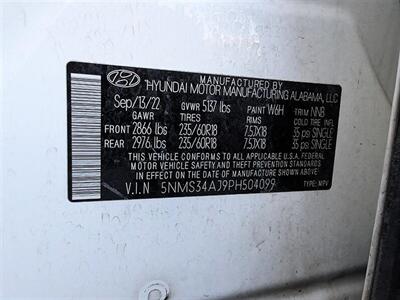 MANUFACTURED BY
HYUNDAI MOTOR MANUFACTURING ALABAMA, LLC
Sep/13/22 GVWR 5137 lbs PAINT W6H TRIM NNB
GAWR TIRES RIMS COLD TIRE INFL
FRONT 2866 lbs 235/60R18 7.5JX18 35 psi SINGLE
REAR 2976 lbs 235/60R18 7.5JX18 35 psi SINGLE
THIS VEHICLE CONFORMS TO ALL APPLICABLE FEDERAL
MOTOR VEHICLE SAFETY AND THEFT PREVENTION STANDARDS
IN EFFECT ON THE DATE OF MANUFACTURE SHOWN ABOVE.
V.I.N 5NMS34AJ9PH504099 TYPE: MPV